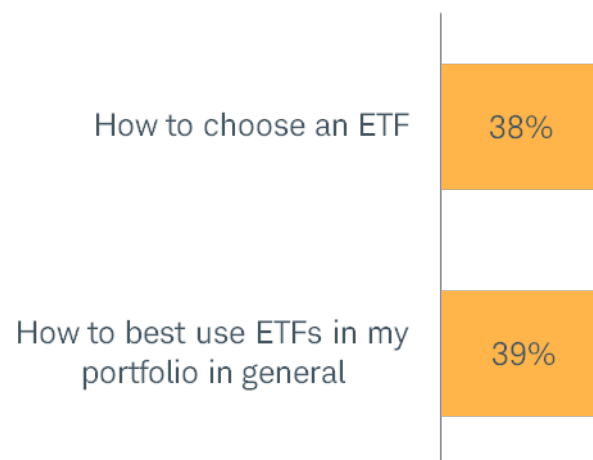 How to choose an ETF
38%
How to best use ETFs in my
portfolio in general
39%